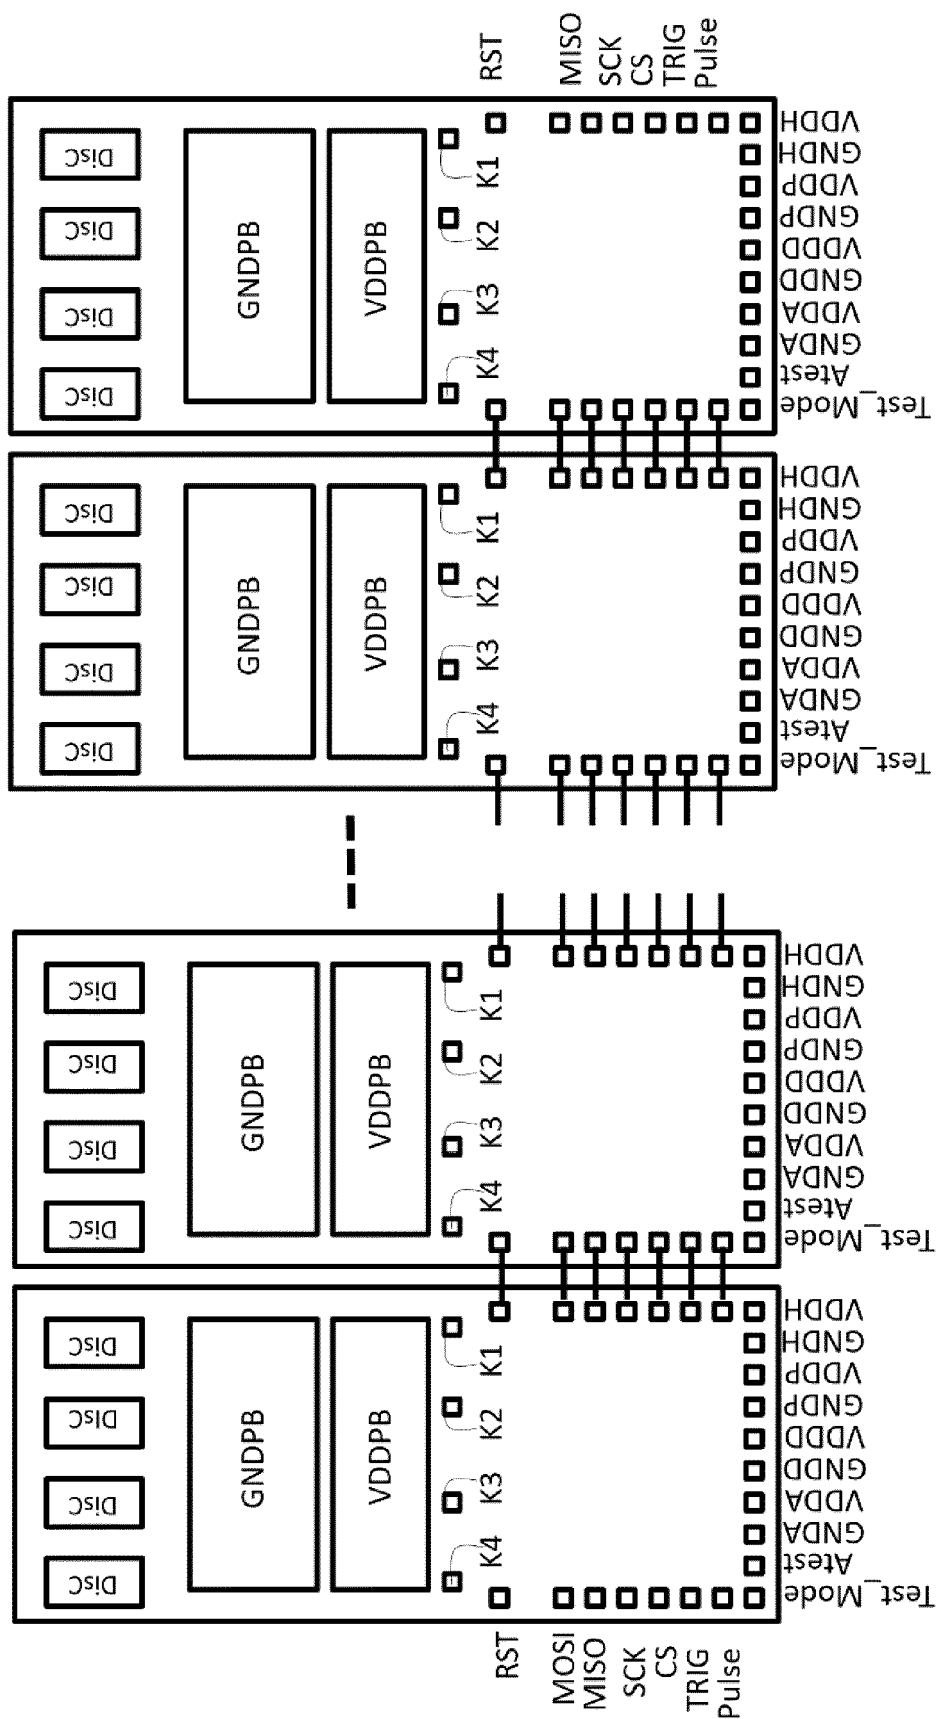 RST
MISO
SCK
CS
TRIG
Pulse
DisC
DisC
DisC
DisC
GNDPB
VDDPB
K1
K2
K3
K4
VDDH
GNDH
VDDP
GNDP
VDDD
GNDD
VDDA
GNDA
Atest
Test_Mode
DisC
DisC
DisC
DisC
GNDPB
VDDPB
K1
K2
K3
K4
VDDH
GNDH
VDDP
GNDP
VDDD
GNDD
VDDA
GNDA
Atest
Test_Mode
DisC
DisC
DisC
DisC
GNDPB
VDDPB
K1
K2
K3
K4
VDDH
GNDH
VDDP
GNDP
VDDD
GNDD
VDDA
GNDA
Atest
Test_Mode
DisC
DisC
DisC
DisC
GNDPB
VDDPB
K1
K2
K3
K4
VDDH
GNDH
VDDP
GNDP
VDDD
GNDD
VDDA
GNDA
Atest
Test_Mode
RST
MOSI
MISO
SCK
CS
TRIG
Pulse